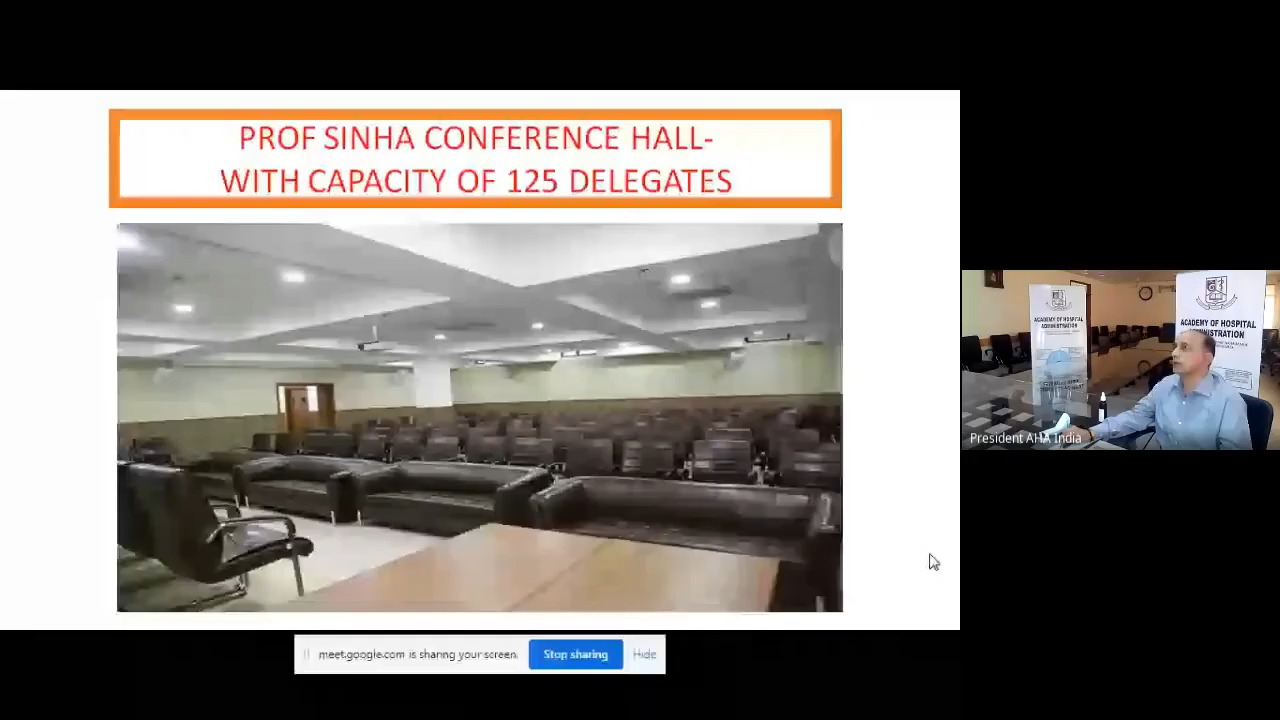 PROF SINHA CONFERENCE HALL-
WITH CAPACITY OF 125 DELEGATES
ACADEMY OF HOSPITAL
ADMINISTRATION
ACADEMY OF HOSPITAL
President AHA India
meet.google.com is sharing your screen.
Stop sharing
Hide